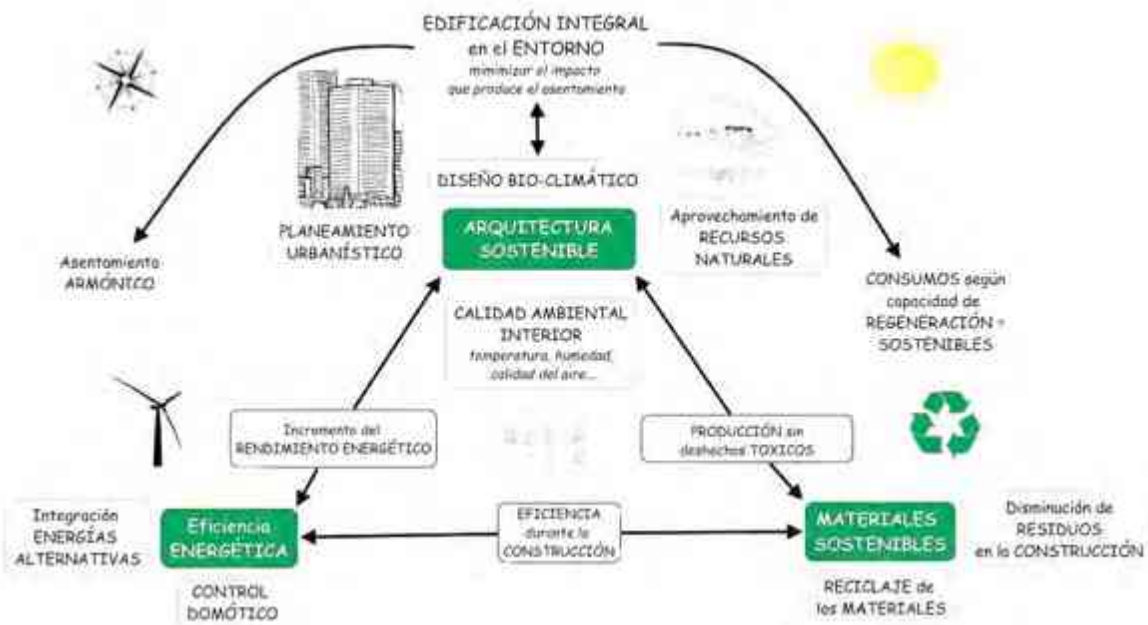 EDIFICACIÓN INTEGRAL
en el ENTORNO
miminizar el impacto
que produce el asentamiento
DISEÑO BIO-CLIMÁTICO
PLANEAMIENTO
URBANÍSTICO
ARQUITECTURA
SOSTENIBLE
Aprovechamiento de
RECURSOS
NATURALES
Asentamiento
ARMÓNICO
CONSUMOS según
capacidad de
REGENERACIÓN =
SOSTENIBLES
CALIDAD AMBIENTAL
INTERIOR
temperatura, humedad,
calidad del aire...
Incremento del
RENDIMIENTO ENERGÉTICO
PRODUCCIÓN sin
deshechos TOXICOS
Integración
ENERGÍAS
ALTERNATIVAS
Eficiencia
ENERGÉTICA
EFICIENCIA
durante la
CONSTRUCCIÓN
MATERIALES
SOSTENIBLES
Disminución de
RESIDUOS
en la CONSTRUCCIÓN
CONTROL
DOMÓTICO
RECICLAJE de
los MATERIALES